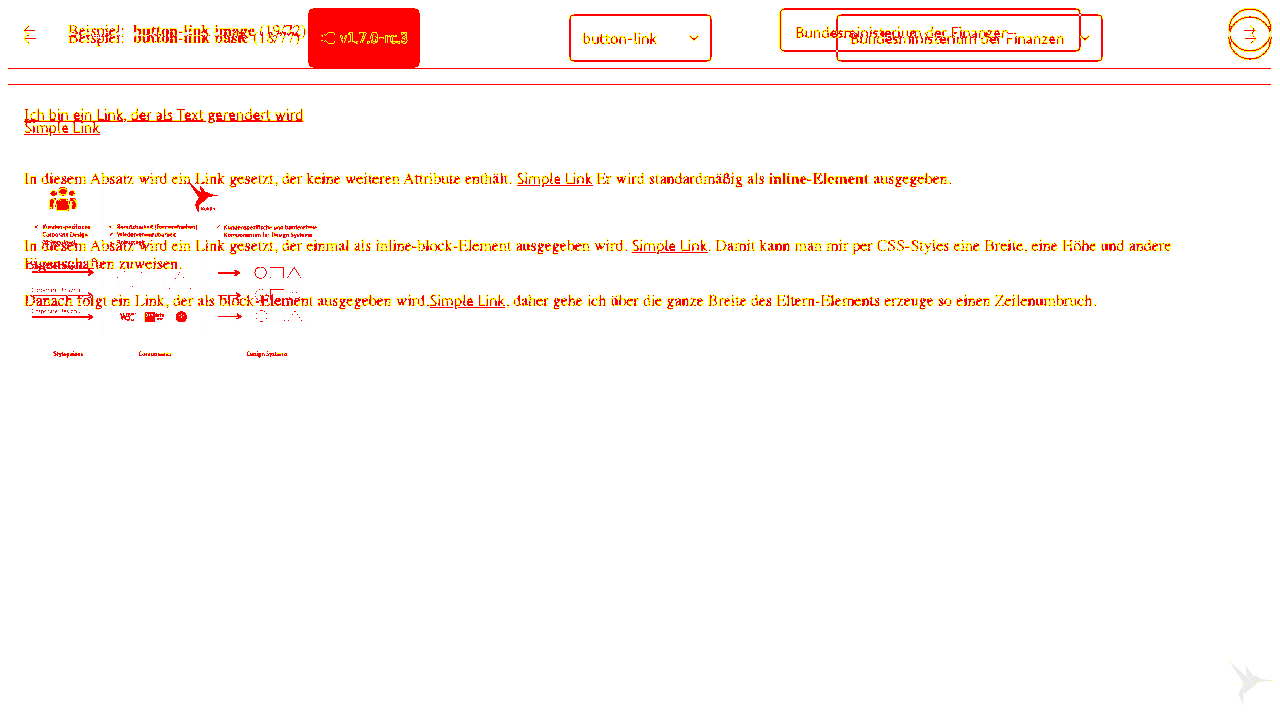 Beispiel: button-link image (19/72)
Beispiel: button-link basic (18/77)
v1.7.0-rc.3
button-link
Bundesministerium der Finanzen
Bundesministerium der Finanzen
Ich bin ein Link, der als Text gerendert wird
Simple Link
In diesem Absatz wird ein Link gesetzt, der keine weiteren Attribute enthält. Simple Link Er wird standardmäßig als inline-Element ausgegeben.
In diesem Absatz wird ein Link gesetzt, der einmal als inline-block-Element ausgegeben wird. Simple Link. Damit kann man mir per CSS-Styles eine Breite, eine Höhe und andere
Eigenschaften zuweisen.
Danach folgt ein Link, der als block-Element ausgegeben wird.Simple Link, daher gehe ich über die ganze Breite des Eltern-Elements erzeuge so einen Zeilenumbruch.
Design Systems